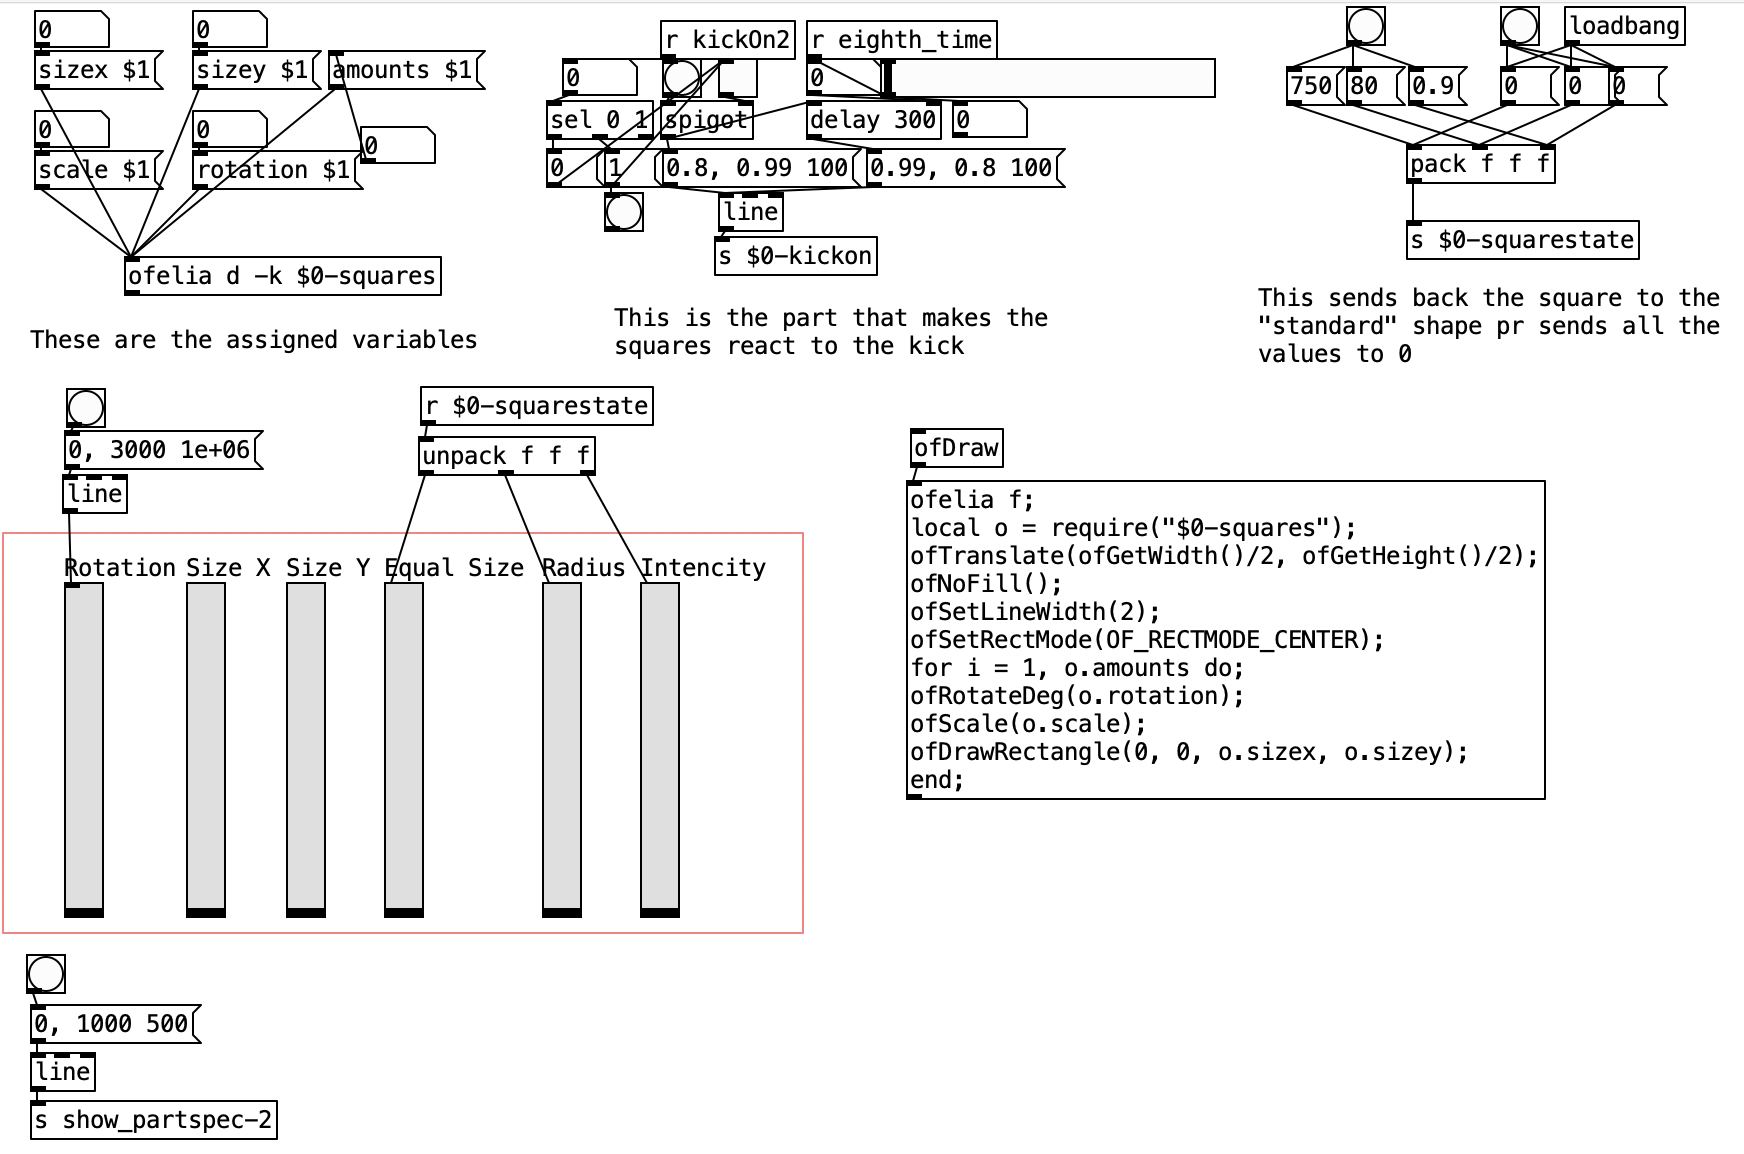 0
0
sizex $1
sizey $1
amounts $1
0
0
0
scale $1
rotation $1
ofelia d -k $0-squares
These are the assigned variables
r kickOn2
r eighth_time
0
0
sel 0 1
spigot
delay 300
0
0
1
0.8, 0.99 100
0.99, 0.8 100
line
s $0-kickon
This is the part that makes the
squares react to the kick
loadbang
750
80
0.9
0
0
0
pack f f f
s $0-squarestate
This sends back the square to the
"standard" shape pr sends all the
values to 0
0, 3000 1e+06
line
r $0-squarestate
unpack f f f
Rotation
Size X
Size Y
Equal Size
Radius
Intencity
ofDraw
ofelia f;
local o = require("$0-squares");
ofTranslate(ofGetWidth()/2, ofGetHeight()/2);
ofNoFill();
ofSetLineWidth(2);
ofSetRectMode(OF_RECTMODE_CENTER);
for i = 1, o.amounts do;
ofRotateDeg(o.rotation);
ofScale(o.scale);
ofDrawRectangle(0, 0, o.sizex, o.sizey);
end;
0, 1000 500
line
s show_partspec-2